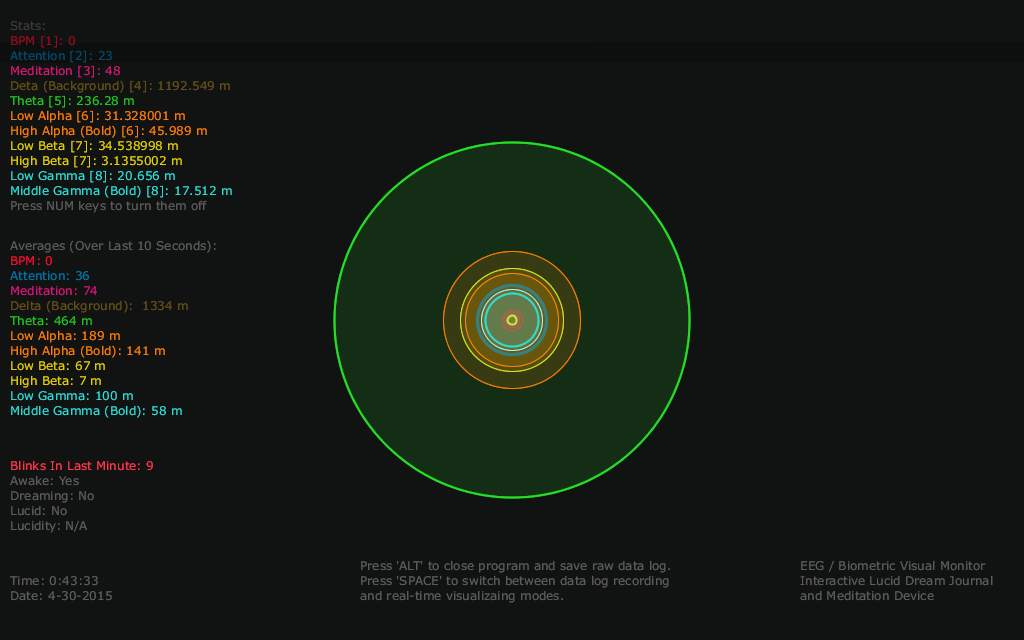 Stats:
BPM [1]: 0
Attention [2]: 23
Meditation [3]: 48
Deta (Background) [4]: 1192.549 m
Theta [5]: 236.28 m
Low Alpha [6]: 31.328001 m
High Alpha (Bold) [6]: 45.989 m
Low Beta [7]: 34.538998 m
High Beta [7]: 3.1355002 m
Low Gamma [8]: 20.656 m
Middle Gamma (Bold) [8]: 17.512 m
Press NUM keys to turn them off
Averages (Over Last 10 Seconds):
BPM: 0
Attention: 36
Meditation: 74
Delta (Background):  1334 m
Theta: 464 m
Low Alpha: 189 m
High Alpha (Bold): 141 m
Low Beta: 67 m
High Beta: 7 m
Low Gamma: 100 m
Middle Gamma (Bold): 58 m
Blinks In Last Minute: 9
Awake: Yes
Dreaming: No
Lucid: No
Lucidity: N/A
Time: 0:43:33
Date: 4-30-2015
Press 'ALT' to close program and save raw data log.
Press 'SPACE' to switch between data log recording
and real-time visualizaing modes.
EEG / Biometric Visual Monitor
Interactive Lucid Dream Journal
and Meditation Device